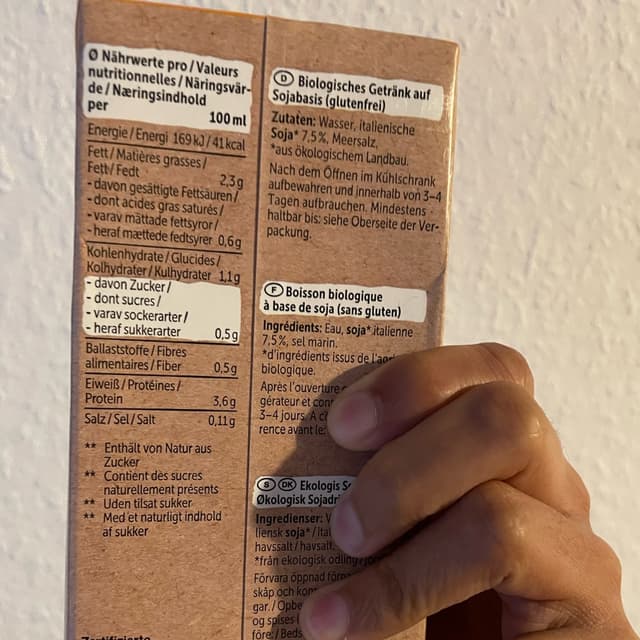 Ø Nährwerte pro / Valeurs
nutritionnelles / Näringsvär-
de / Næringsindhold
per 100 ml
Energie / Energi 169 kJ / 41 kcal
Fett / Matières grasses /
Fett / Fedt 2,3 g
- davon gesättigte Fettsäuren /
- dont acides gras saturés /
- varav mättade fettsyror /
- heraf mættede fedtsyrer 0,6 g
Kohlenhydrate / Glucides /
Kolhydrater / Kulhydrater 1,1 g
- davon Zucker /
- dont sucres /
- varav sockerarter /
- heraf sukkerarter 0,5 g
Ballaststoffe / Fibres
alimentaires / Fiber 0,5 g
Eiweiß / Protéines /
Protein 3,6 g
Salz / Sel / Salt 0,11 g
** Enthält von Natur aus
Zucker
** Contient des sucres
naturellement présents
** Uden tilsat sukker
** Med et naturligt indhold
af sukker
D Biologisches Getränk auf
Sojabasis (glutenfrei)
Zutaten: Wasser, italienische
Soja* 7,5%, Meersalz,
*aus ökologischem Landbau.
Nach dem Öffnen im Kühlschrank
aufbewahren und innerhalb von 3–4
Tagen aufbrauchen. Mindestens
haltbar bis: siehe Oberseite der Ver-
packung.
F Boisson biologique
à base de soja (sans gluten)
Ingrédients: Eau, soja* italienne
7,5%, sel marin.
*d'ingrédients issus de
biologique.
Après l'ouverture
3–4 jours.
S DK Ekologis
Økologisk
Ingredienser:
soja* /
havssalt / havsalt.
*från ekologisk odling /
Förvara öppnad
skåp och
gar. /
og spises
före: /